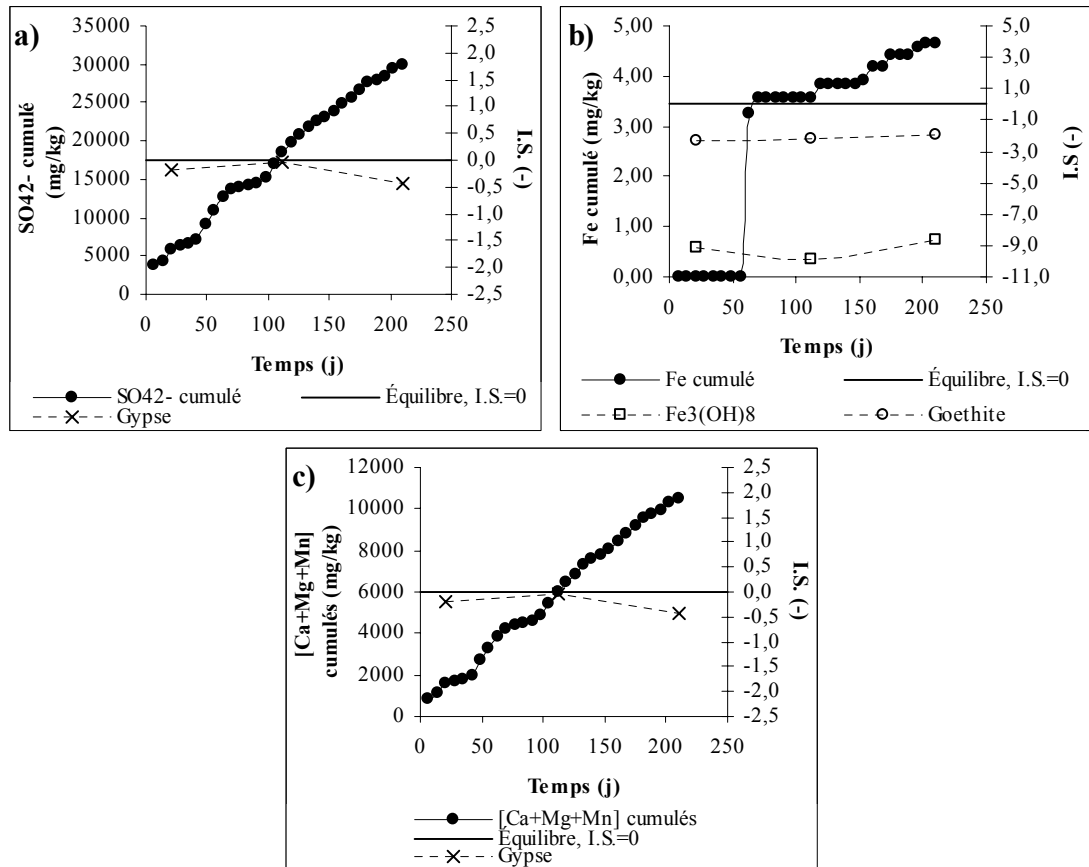 a)
SO42- cumulé
(mg/kg)
35000
30000
25000
20000
15000
10000
5000
0
2,5
2,0
1,5
1,0
0,5
0,0
-0,5
-1,0
-1,5
-2,0
-2,5
I.S. (-)
0 50 100 150 200 250
Temps (j)
SO42- cumulé
Équilibre, I.S.=0
Gypse
b)
Fe cumulé (mg/kg)
5,00
4,00
3,00
2,00
1,00
0,00
5,0
3,0
1,0
-1,0
-3,0
-5,0
-7,0
-9,0
-11,0
I.S (-)
0 50 100 150 200 250
Temps (j)
Fe cumulé
Équilibre, I.S.=0
Fe3(OH)8
Goethite
c)
[Ca+Mg+Mn]
cumulés (mg/kg)
12000
10000
8000
6000
4000
2000
0
2,5
2,0
1,5
1,0
0,5
0,0
-0,5
-1,0
-1,5
-2,0
-2,5
I.S. (-)
0 50 100 150 200 250
Temps (j)
[Ca+Mg+Mn] cumulés
Équilibre, I.S.=0
Gypse